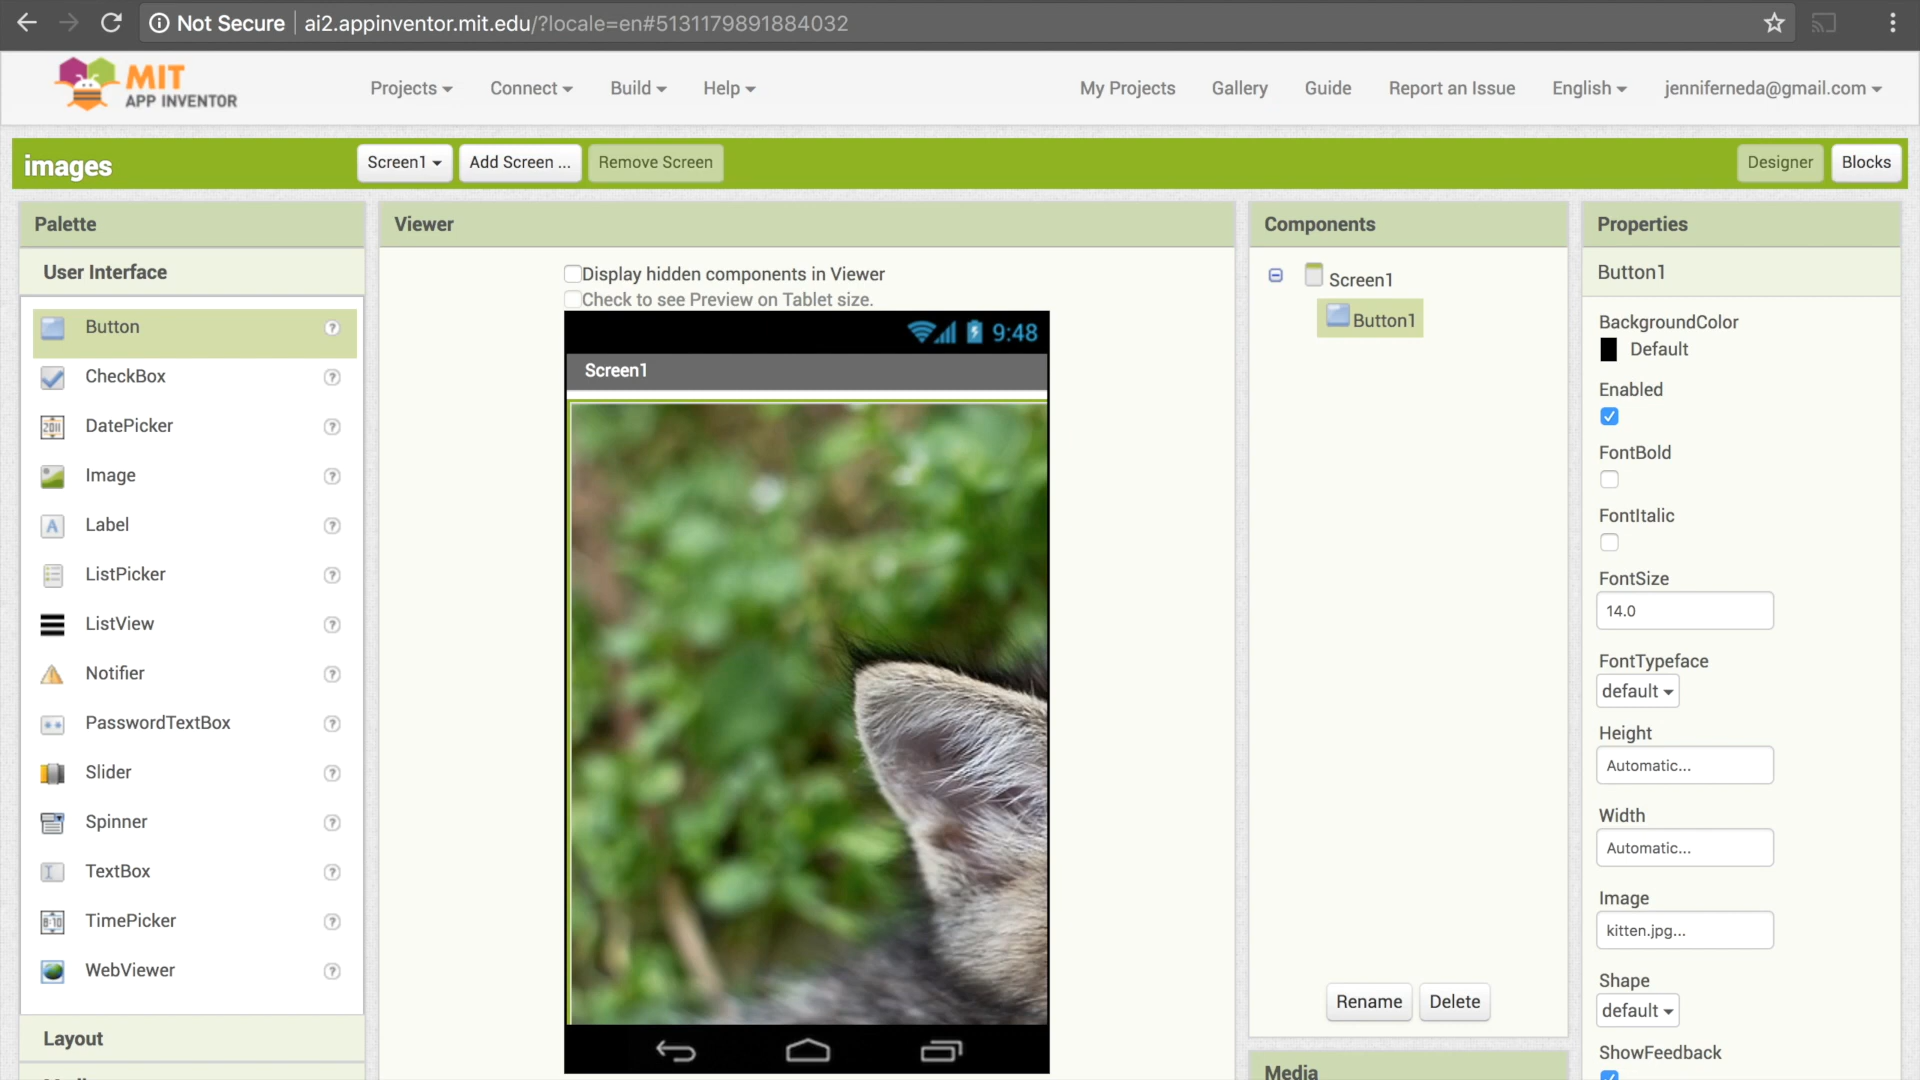 Not Secure ai2.appinventor.mit.edu/?locale=en#5131179891884032
MIT
APP INVENTOR
Projects Connect Build Help My Projects Gallery Guide Report an Issue English jenniferneda@gmail.com
images Screen1 Add Screen ... Remove Screen Designer Blocks
Palette
User Interface
Button
CheckBox
DatePicker
Image
Label
ListPicker
ListView
Notifier
PasswordTextBox
Slider
Spinner
TextBox
TimePicker
WebViewer
Layout
Viewer
Display hidden components in Viewer
Check to see Preview on Tablet size.
9:48
Screen1
Components
Screen1
Button1
Rename Delete
Media
Properties
Button1
BackgroundColor
Default
Enabled
FontBold
FontItalic
FontSize
14.0
FontTypeface
default
Height
Automatic...
Width
Automatic...
Image
kitten.jpg...
Shape
default
ShowFeedback